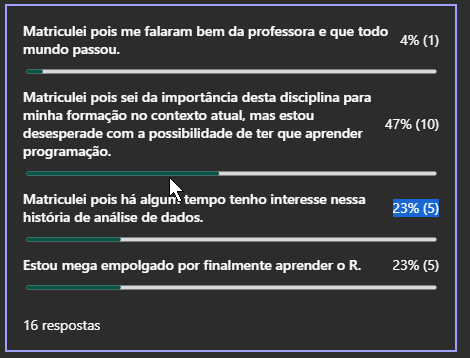 Matriculei pois me falaram bem da professora e que todo
mundo passou.
4% (1)
Matriculei pois sei da importância desta disciplina para
minha formação no contexto atual, mas estou
desesperade com a possibilidade de ter que aprender
programação.
47% (10)
Matriculei pois há algum tempo tenho interesse nessa
história de análise de dados.
23% (5)
Estou mega empolgado por finalmente aprender o R.
23% (5)
16 respostas